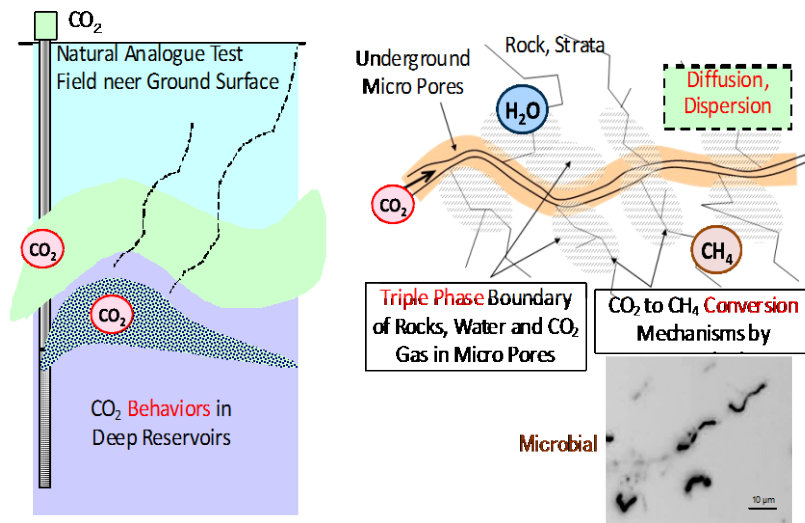 CO2
Natural Analogue Test
Field neer Ground Surface
CO2
CO2
CO2 Behaviors in
Deep Reservoirs
Underground
Micro Pores
Rock, Strata
H2O
Diffusion,
Dispersion
CO2
CH4
Triple Phase Boundary
of Rocks, Water and CO2
Gas in Micro Pores
CO2 to CH4 Conversion
Mechanisms by
Microbial
10 μm